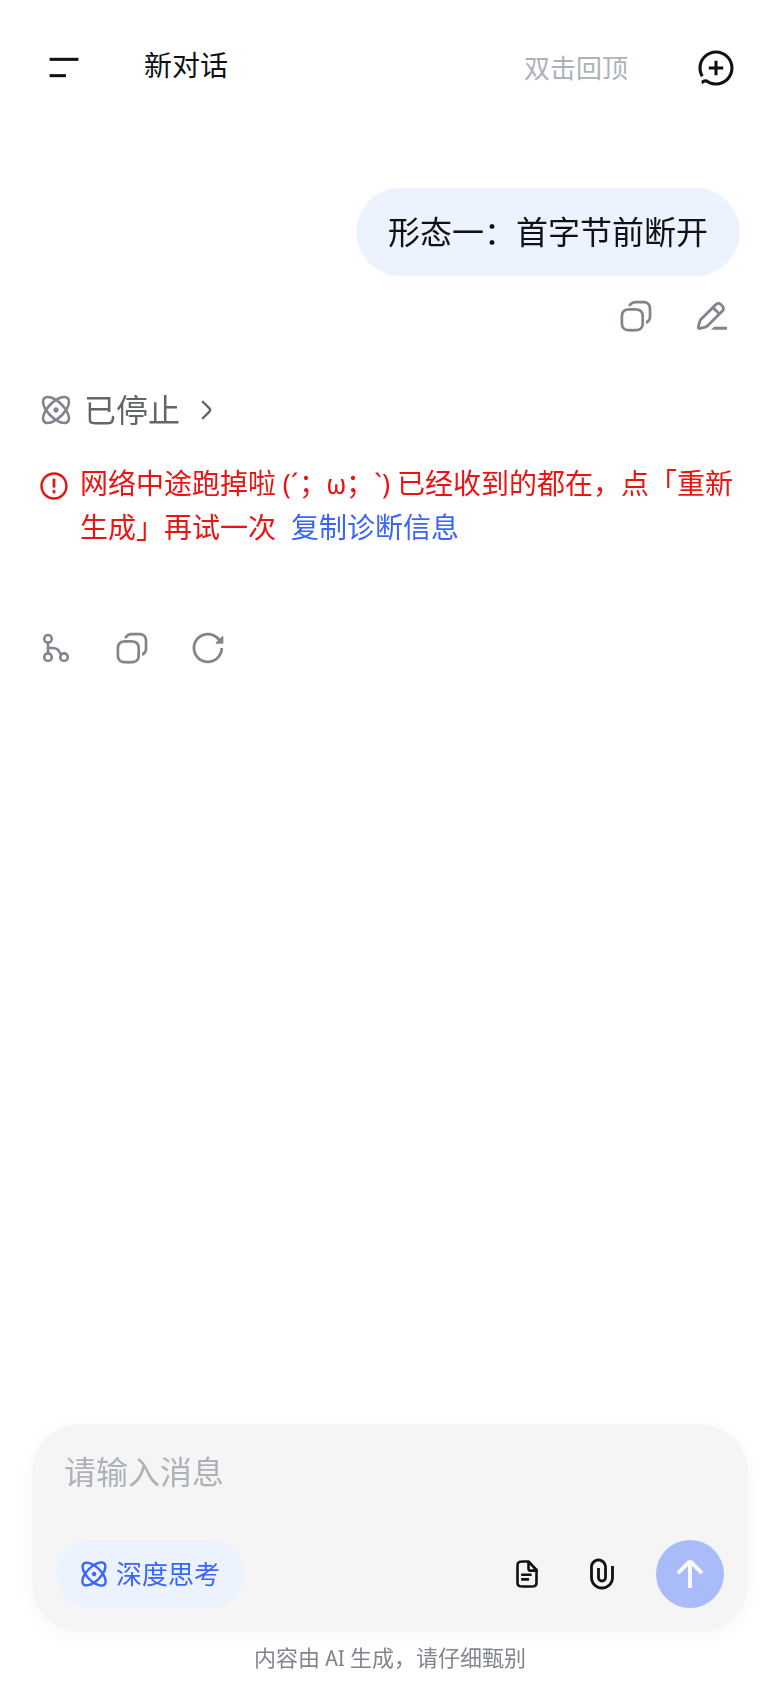 新对话
双击回顶
形态一：首字节前断开
已停止
网络中途跑掉啦 (´；ω；`) 已经收到的都在，点「重新
生成」再试一次 复制诊断信息
请输入消息
深度思考
内容由 AI 生成，请仔细甄别